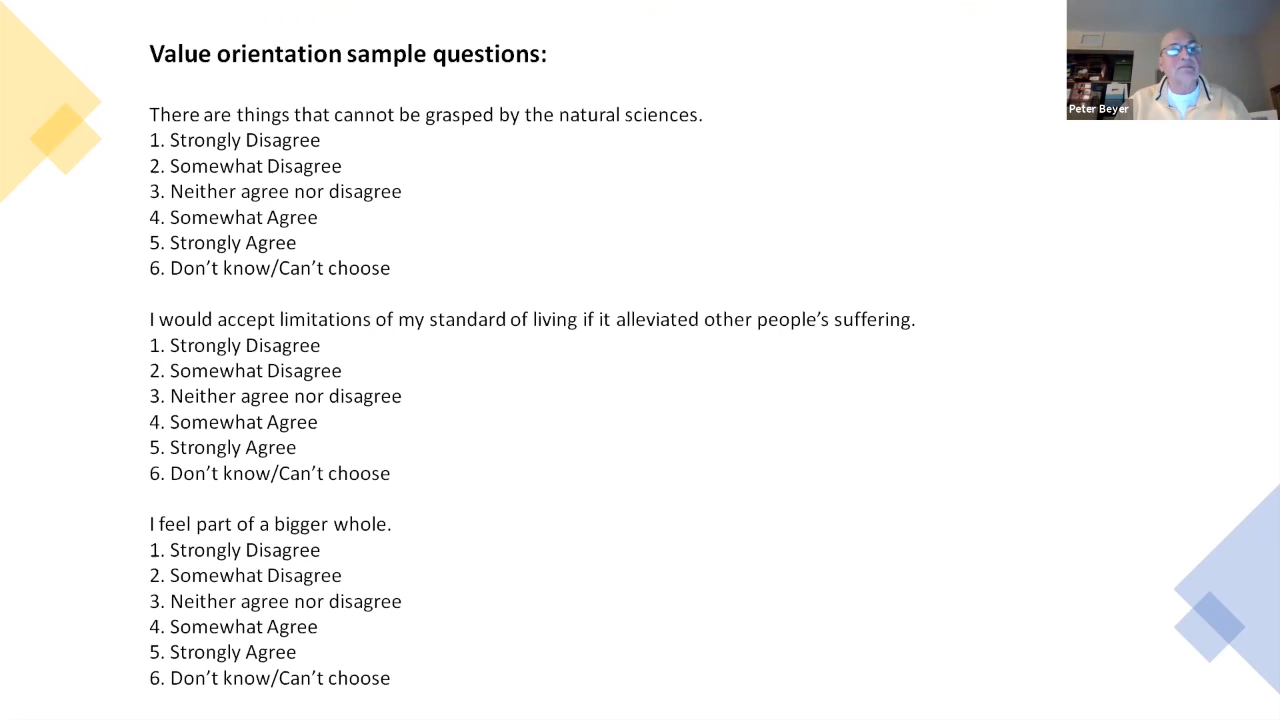 Value orientation sample questions:
There are things that cannot be grasped by the natural sciences.
1. Strongly Disagree
2. Somewhat Disagree
3. Neither agree nor disagree
4. Somewhat Agree
5. Strongly Agree
6. Don’t know/Can’t choose
I would accept limitations of my standard of living if it alleviated other people’s suffering.
1. Strongly Disagree
2. Somewhat Disagree
3. Neither agree nor disagree
4. Somewhat Agree
5. Strongly Agree
6. Don’t know/Can’t choose
I feel part of a bigger whole.
1. Strongly Disagree
2. Somewhat Disagree
3. Neither agree nor disagree
4. Somewhat Agree
5. Strongly Agree
6. Don’t know/Can’t choose
Peter Beyer